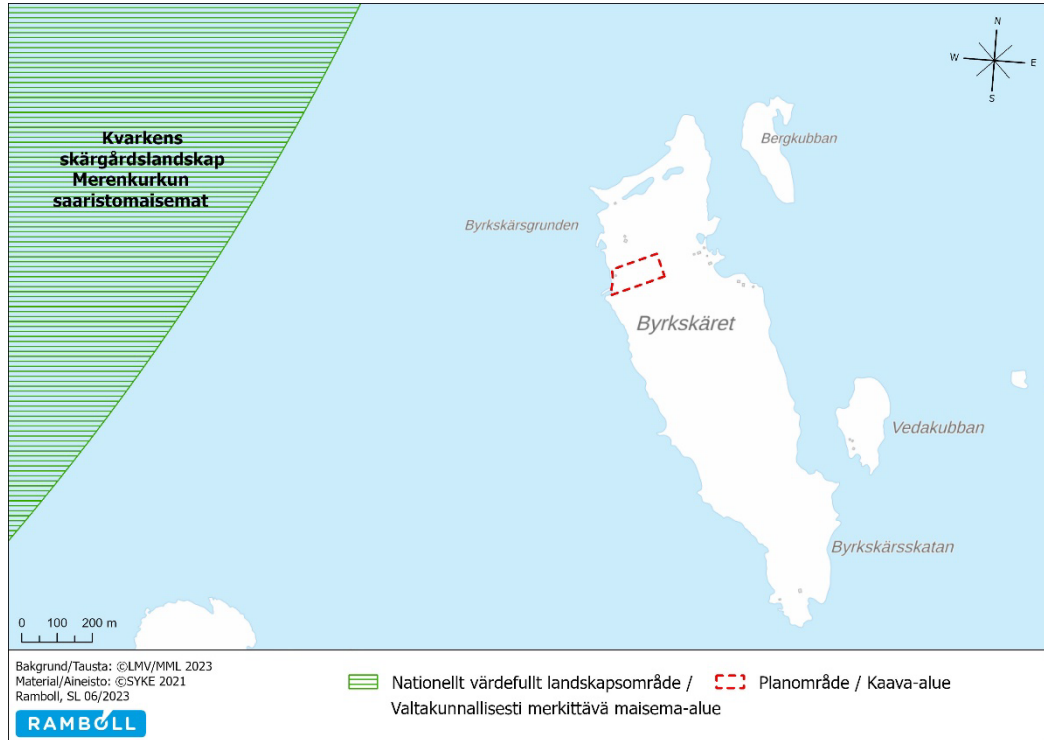 N
W
E
S
Kvarkens
skärgårdslandskap
Merenkurkun
saaristomaisemat
Bergkubban
Byrkskärsgrunden
Byrkskäret
Vedakubban
Byrkskärsskatan
0 100 200 m
Bakgrund/Tausta: ©LMV/MML 2023
Material/Aineisto: ©SYKE 2021
Ramboll, SL 06/2023
RAMBOLL
Nationellt värdefullt landskapsområde /
Valtakunnallisesti merkittävä maisema-alue
Planområde / Kaava-alue